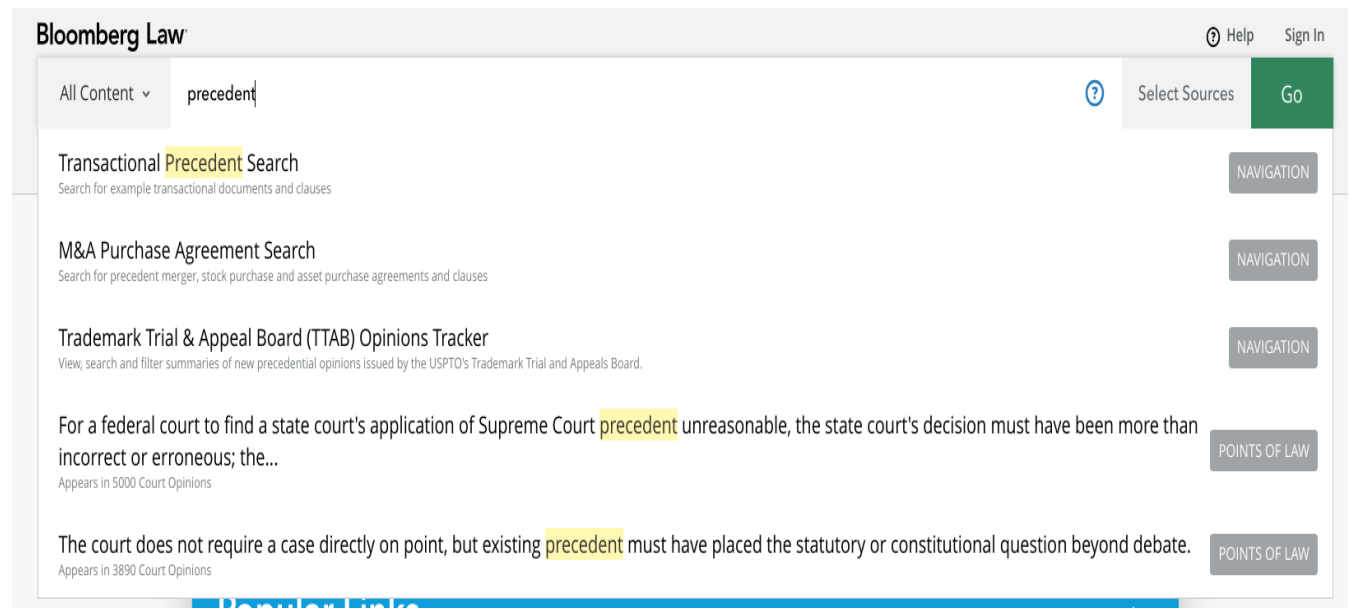 Bloomberg Law
Help Sign In
All Content precedent Select Sources Go
Transactional Precedent Search
Search for example transactional documents and clauses
NAVIGATION
M&A Purchase Agreement Search
Search for precedent merger, stock purchase and asset purchase agreements and clauses
NAVIGATION
Trademark Trial & Appeal Board (TTAB) Opinions Tracker
View, search and filter summaries of new precedential opinions issued by the USPTO's Trademark Trial and Appeals Board.
NAVIGATION
For a federal court to find a state court's application of Supreme Court precedent unreasonable, the state court's decision must have been more than
incorrect or erroneous; the...
Appears in 5000 Court Opinions
POINTS OF LAW
The court does not require a case directly on point, but existing precedent must have placed the statutory or constitutional question beyond debate.
Appears in 3890 Court Opinions
POINTS OF LAW
Popular Links